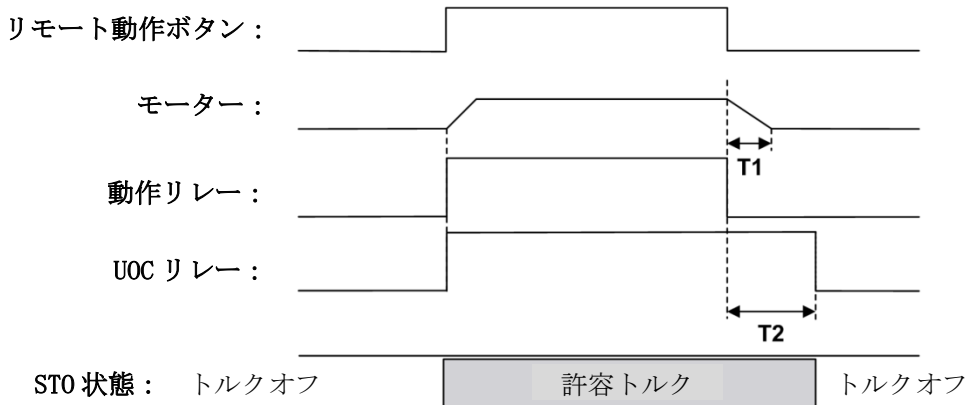 リモート動作ボタン：
モーター：
T1
動作リレー：
UOC リレー：
T2
STO 状態： トルクオフ 許容トルク トルクオフ